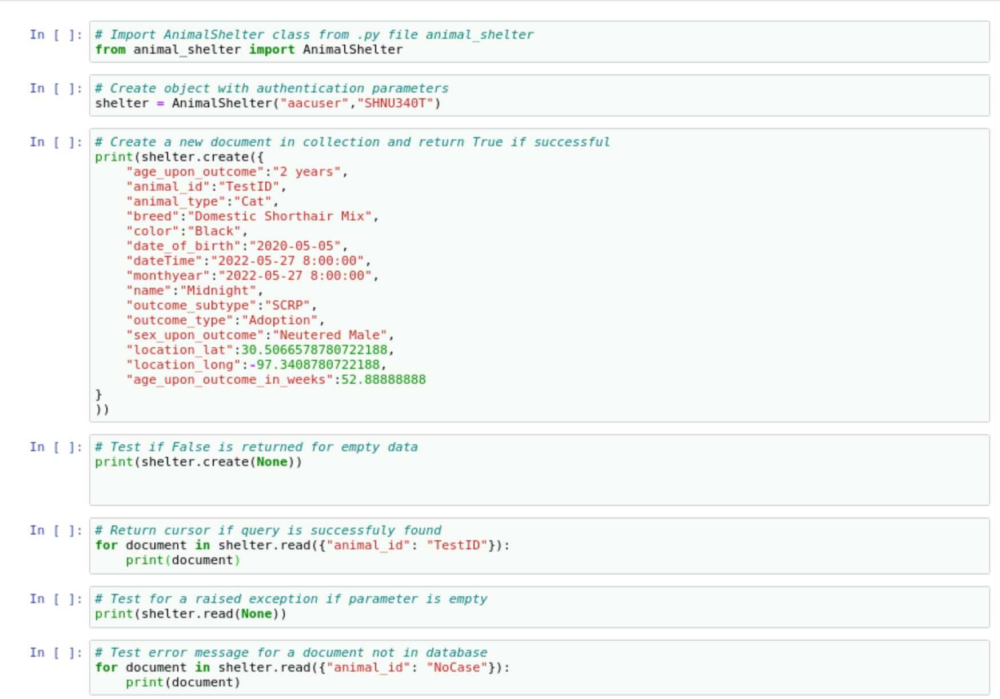 In [ ]: # Import AnimalShelter class from .py file animal_shelter
from animal_shelter import AnimalShelter
In [ ]: # Create object with authentication parameters
shelter = AnimalShelter("aacuser","SHNU340T")
In [ ]: # Create a new document in collection and return True if successful
print(shelter.create({
    "age_upon_outcome":"2 years",
    "animal_id":"TestID",
    "animal_type":"Cat",
    "breed":"Domestic Shorthair Mix",
    "color":"Black",
    "date_of_birth":"2020-05-05",
    "dateTime":"2022-05-27 8:00:00",
    "monthyear":"2022-05-27 8:00:00",
    "name":"Midnight",
    "outcome_subtype":"SCRP",
    "outcome_type":"Adoption",
    "sex_upon_outcome":"Neutered Male",
    "location_lat":30.5066578780722188,
    "location_long":-97.3408780722188,
    "age_upon_outcome_in_weeks":52.88888888
}
))
In [ ]: # Test if False is returned for empty data
print(shelter.create(None))
In [ ]: # Return cursor if query is successfuly found
for document in shelter.read({"animal_id": "TestID"}):
    print(document)
In [ ]: # Test for a raised exception if parameter is empty
print(shelter.read(None))
In [ ]: # Test error message for a document not in database
for document in shelter.read({"animal_id": "NoCase"}):
    print(document)